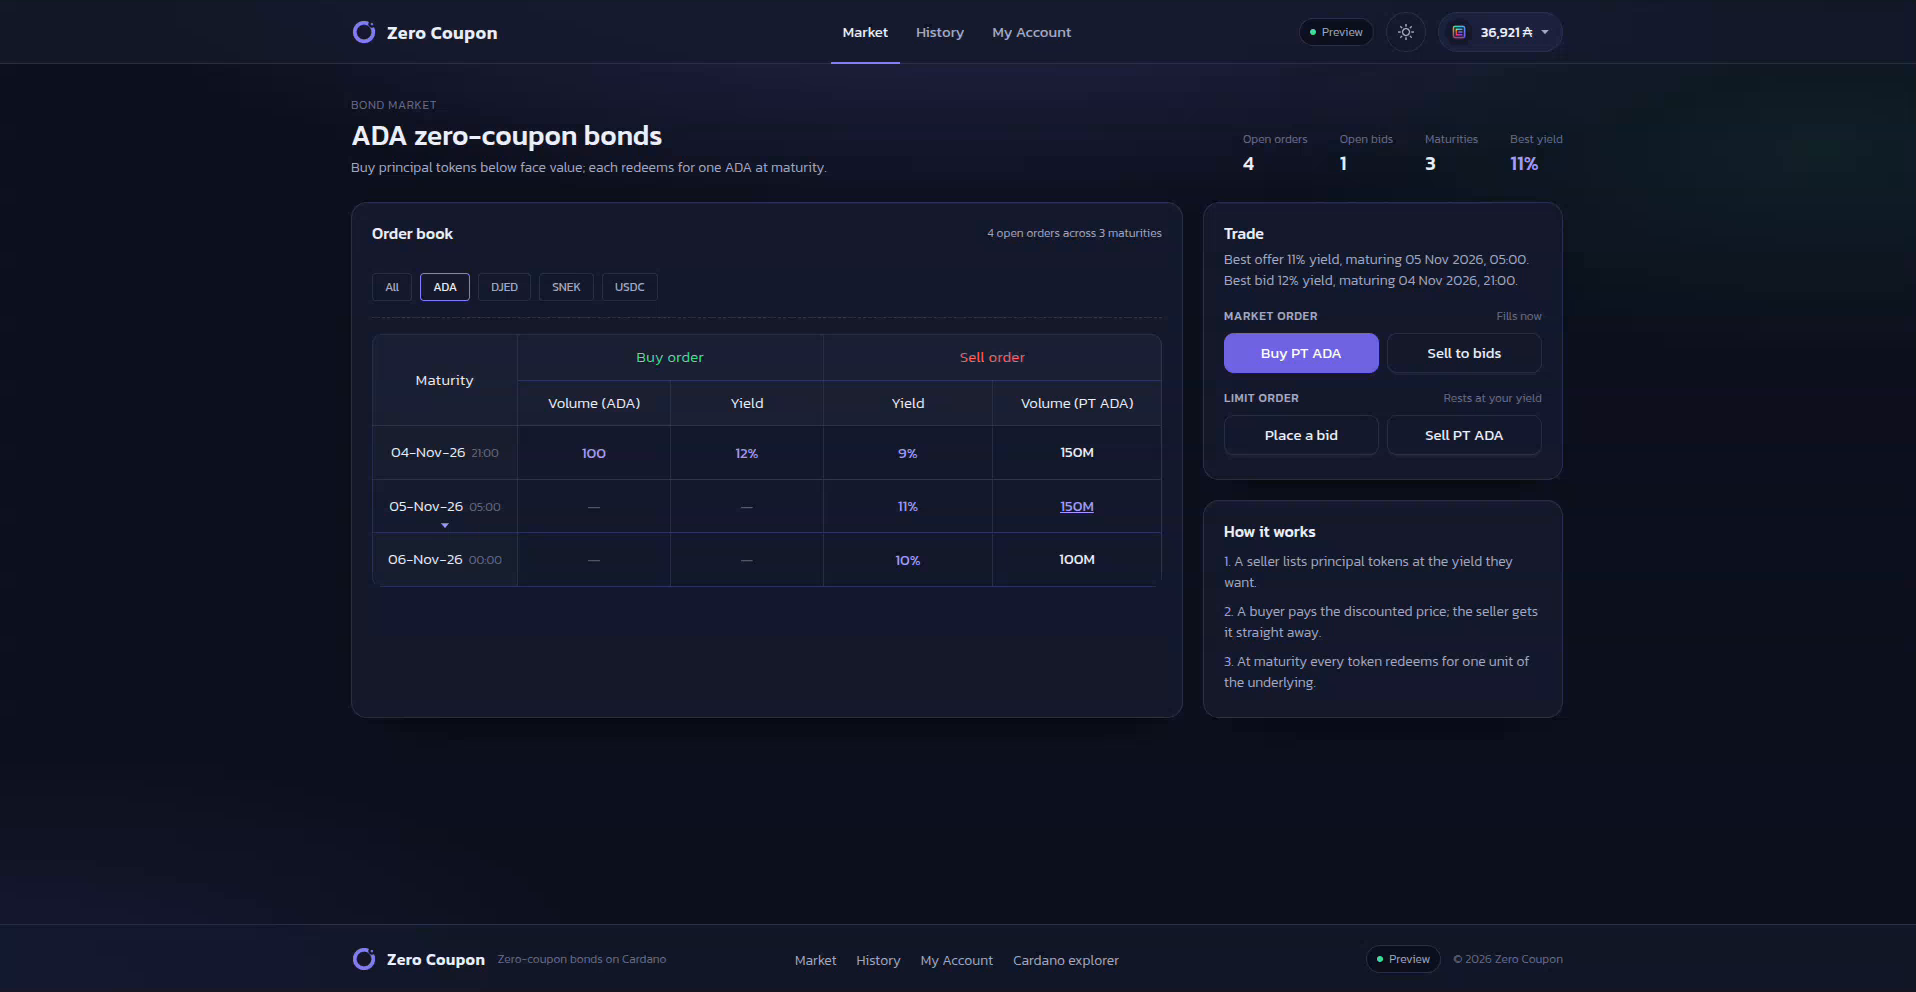 Zero Coupon
Market
History
My Account
Preview
36,921 ₳
BOND MARKET
ADA zero-coupon bonds
Buy principal tokens below face value; each redeems for one ADA at maturity.
Open orders
4
Open bids
1
Maturities
3
Best yield
11%
Order book
4 open orders across 3 maturities
All
ADA
DJED
SNEK
USDC
Maturity
Buy order
Sell order
Volume (ADA)
Yield
Yield
Volume (PT ADA)
04-Nov-26 21:00
100
12%
9%
150M
05-Nov-26 05:00
—
—
11%
150M
06-Nov-26 00:00
—
—
10%
100M
Trade
Best offer 11% yield, maturing 05 Nov 2026, 05:00.
Best bid 12% yield, maturing 04 Nov 2026, 21:00.
MARKET ORDER
Fills now
Buy PT ADA
Sell to bids
LIMIT ORDER
Rests at your yield
Place a bid
Sell PT ADA
How it works
1. A seller lists principal tokens at the yield they
want.
2. A buyer pays the discounted price; the seller gets
it straight away.
3. At maturity every token redeems for one unit of
the underlying.
Zero Coupon
Zero-coupon bonds on Cardano
Market
History
My Account
Cardano explorer
Preview
© 2026 Zero Coupon